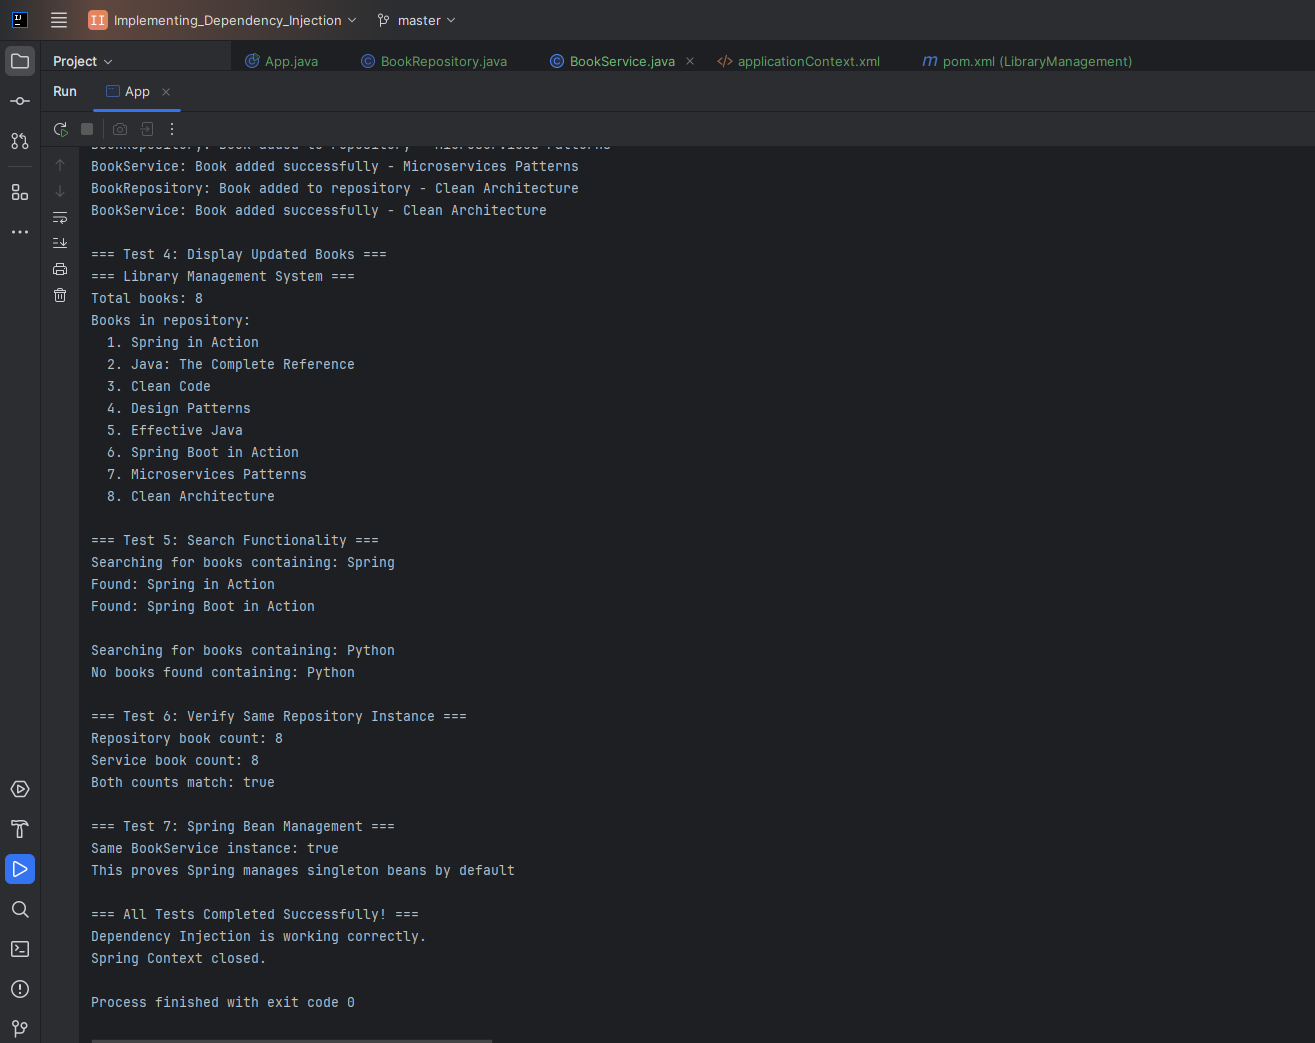 IJ
II Implementing_Dependency_Injection master
Project App.java BookRepository.java BookService.java applicationContext.xml m pom.xml (LibraryManagement)
Run App
BookRepository: Book added to repository - Microservices Patterns
BookService: Book added successfully - Microservices Patterns
BookRepository: Book added to repository - Clean Architecture
BookService: Book added successfully - Clean Architecture
=== Test 4: Display Updated Books ===
=== Library Management System ===
Total books: 8
Books in repository:
1. Spring in Action
2. Java: The Complete Reference
3. Clean Code
4. Design Patterns
5. Effective Java
6. Spring Boot in Action
7. Microservices Patterns
8. Clean Architecture
=== Test 5: Search Functionality ===
Searching for books containing: Spring
Found: Spring in Action
Found: Spring Boot in Action
Searching for books containing: Python
No books found containing: Python
=== Test 6: Verify Same Repository Instance ===
Repository book count: 8
Service book count: 8
Both counts match: true
=== Test 7: Spring Bean Management ===
Same BookService instance: true
This proves Spring manages singleton beans by default
=== All Tests Completed Successfully! ===
Dependency Injection is working correctly.
Spring Context closed.
Process finished with exit code 0